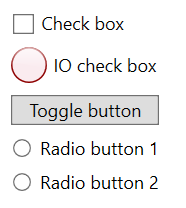 Check box
IO check box
Toggle button
Radio button 1
Radio button 2